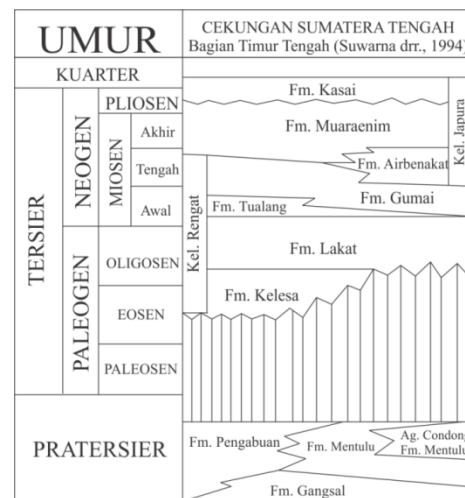 UMUR
CEKUNGAN SUMATERA TENGAH
Bagian Timur Tengah (Suwarna drr., 1994)
KUARTER
TERSIER
NEOGEN
PLIOSEN
MIOSEN
Akhir
Tengah
Awal
PALEOGEN
OLIGOSEN
EOSEN
PALEOSEN
PRATERSIER
Fm. Kasai
Kel. Japura
Fm. Muaraenim
Fm. Airbenakat
Kel. Rengat
Fm. Gumai
Fm. Tualang
Fm. Lakat
Fm. Kelesa
Fm. Pengabuan
Fm. Mentulu
Ag. Condong
Fm. Mentulu
Fm. Gangsal